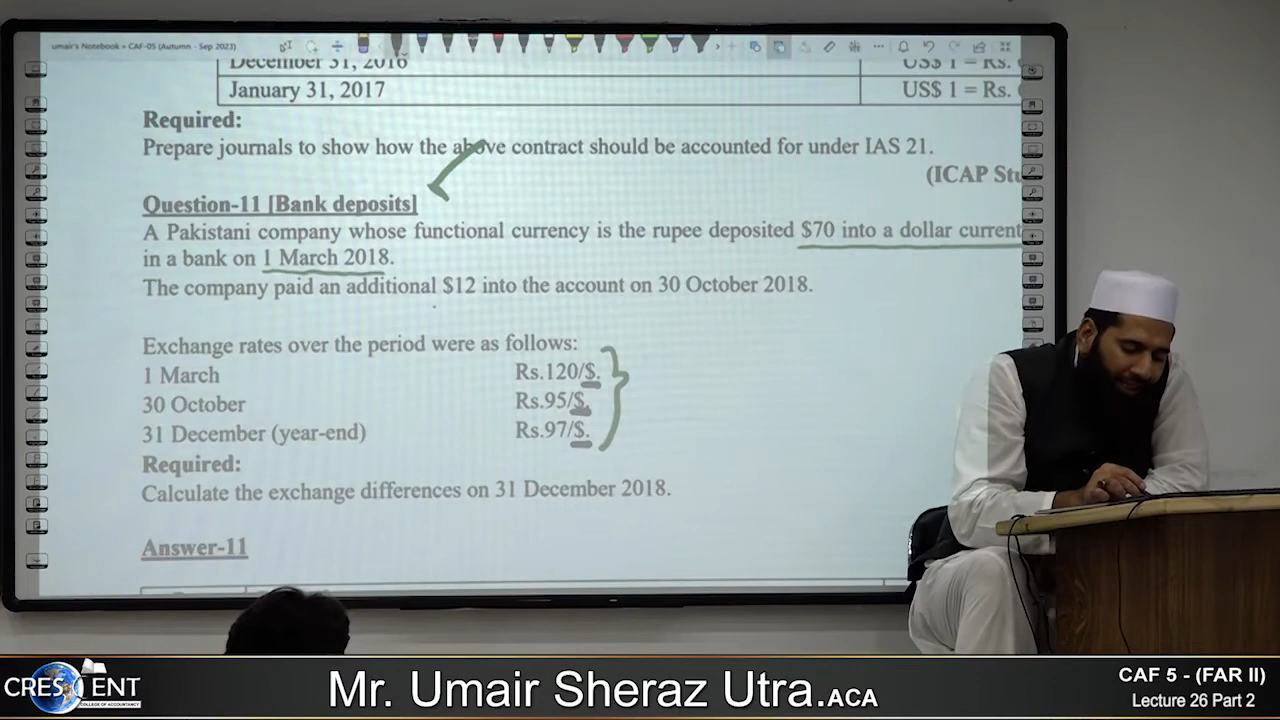 umair's Notebook » CAF-05 (Autumn - Sep 2023)
December 31, 2016 US$ 1 = Rs.
January 31, 2017 US$ 1 = Rs.
Required:
Prepare journals to show how the above contract should be accounted for under IAS 21.
(ICAP Stu
Question-11 [Bank deposits]
A Pakistani company whose functional currency is the rupee deposited $70 into a dollar current
in a bank on 1 March 2018.
The company paid an additional $12 into the account on 30 October 2018.
Exchange rates over the period were as follows:
1 March Rs.120/$.
30 October Rs.95/$.
31 December (year-end) Rs.97/$.
Required:
Calculate the exchange differences on 31 December 2018.
Answer-11
CRESCENT
COLLEGE OF ACCOUNTANCY
Mr. Umair Sheraz Utra.ACA
CAF 5 - (FAR II)
Lecture 26 Part 2